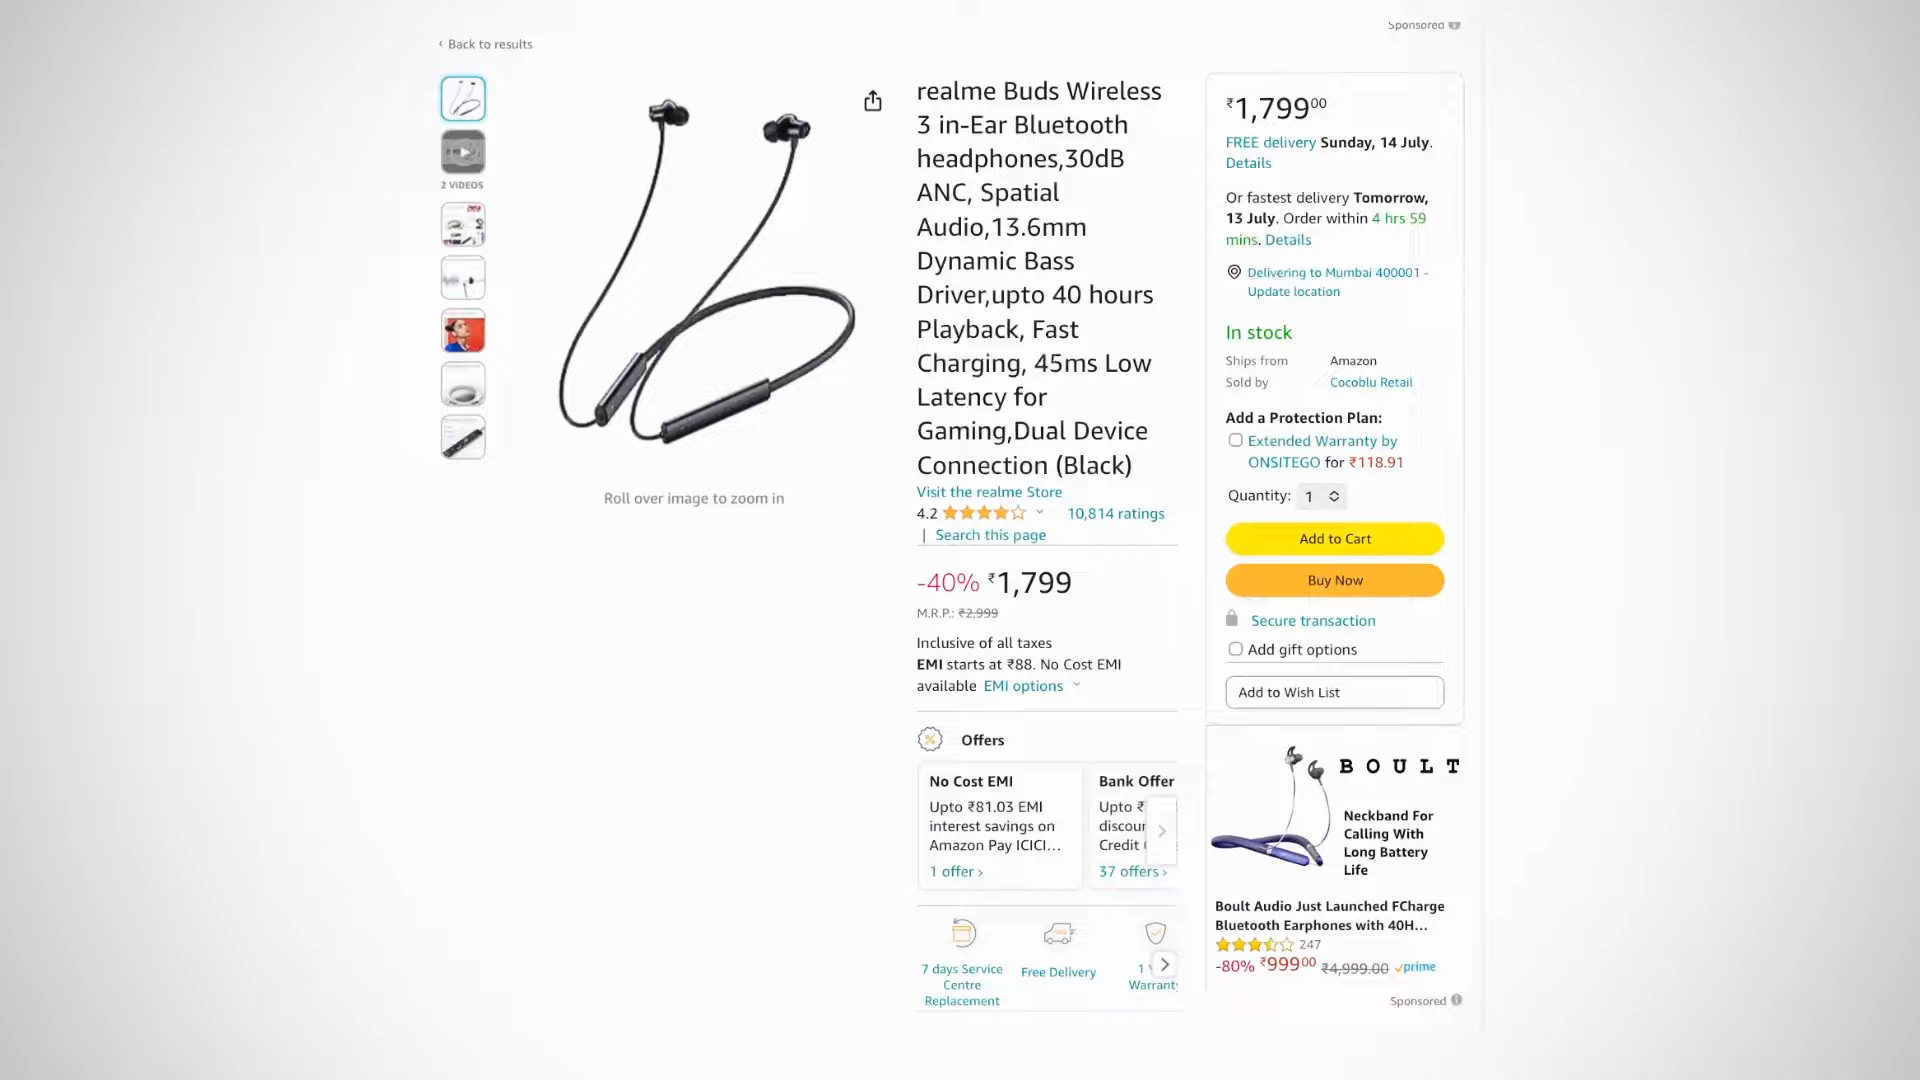 Sponsored
‹ Back to results
2 VIDEOS
Roll over image to zoom in
realme Buds Wireless
3 in-Ear Bluetooth
headphones,30dB
ANC, Spatial
Audio,13.6mm
Dynamic Bass
Driver,upto 40 hours
Playback, Fast
Charging, 45ms Low
Latency for
Gaming,Dual Device
Connection (Black)
Visit the realme Store
4.2 10,814 ratings
| Search this page
-40% ₹1,799
M.R.P.: ₹2,999
Inclusive of all taxes
EMI starts at ₹88. No Cost EMI
available EMI options
Offers
No Cost EMI
Upto ₹81.03 EMI
interest savings on
Amazon Pay ICICI...
1 offer ›
Bank Offer
Upto ₹
Credit
37 offers ›
7 days Service
Centre
Replacement
Free Delivery
1
Warranty
₹1,79900
FREE delivery Sunday, 14 July.
Details
Or fastest delivery Tomorrow,
13 July. Order within 4 hrs 59
mins. Details
Delivering to Mumbai 400001 -
Update location
In stock
Ships from Amazon
Sold by Cocoblu Retail
Add a Protection Plan:
Extended Warranty by
ONSITEGO for ₹118.91
Quantity: 1
Add to Cart
Buy Now
Secure transaction
Add gift options
Add to Wish List
BOULT
Neckband For
Calling With
Long Battery
Life
Boult Audio Just Launched FCharge
Bluetooth Earphones with 40H...
247
-80% ₹99900 ₹4,999.00 prime
Sponsored